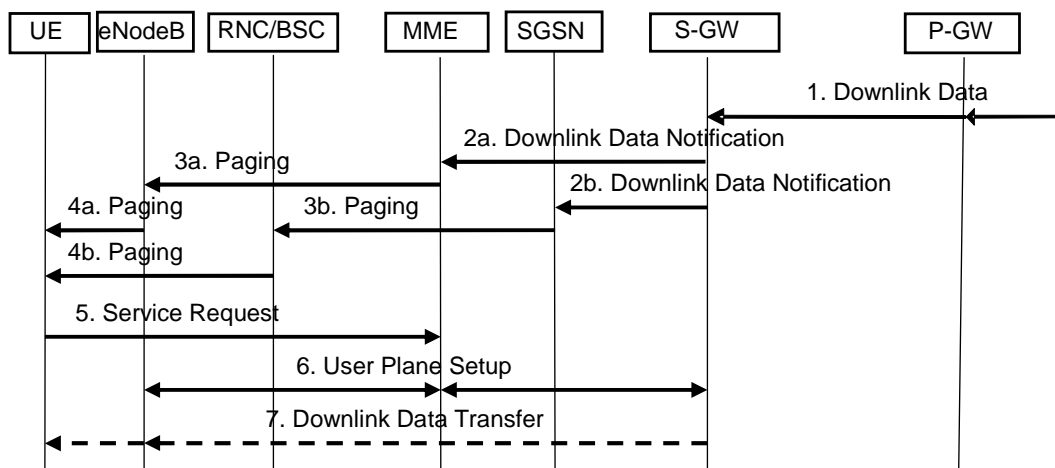 UE eNodeB RNC/BSC MME SGSN S-GW P-GW
1. Downlink Data
2a. Downlink Data Notification
3a. Paging
2b. Downlink Data Notification
4a. Paging
3b. Paging
4b. Paging
5. Service Request
6. User Plane Setup
7. Downlink Data Transfer